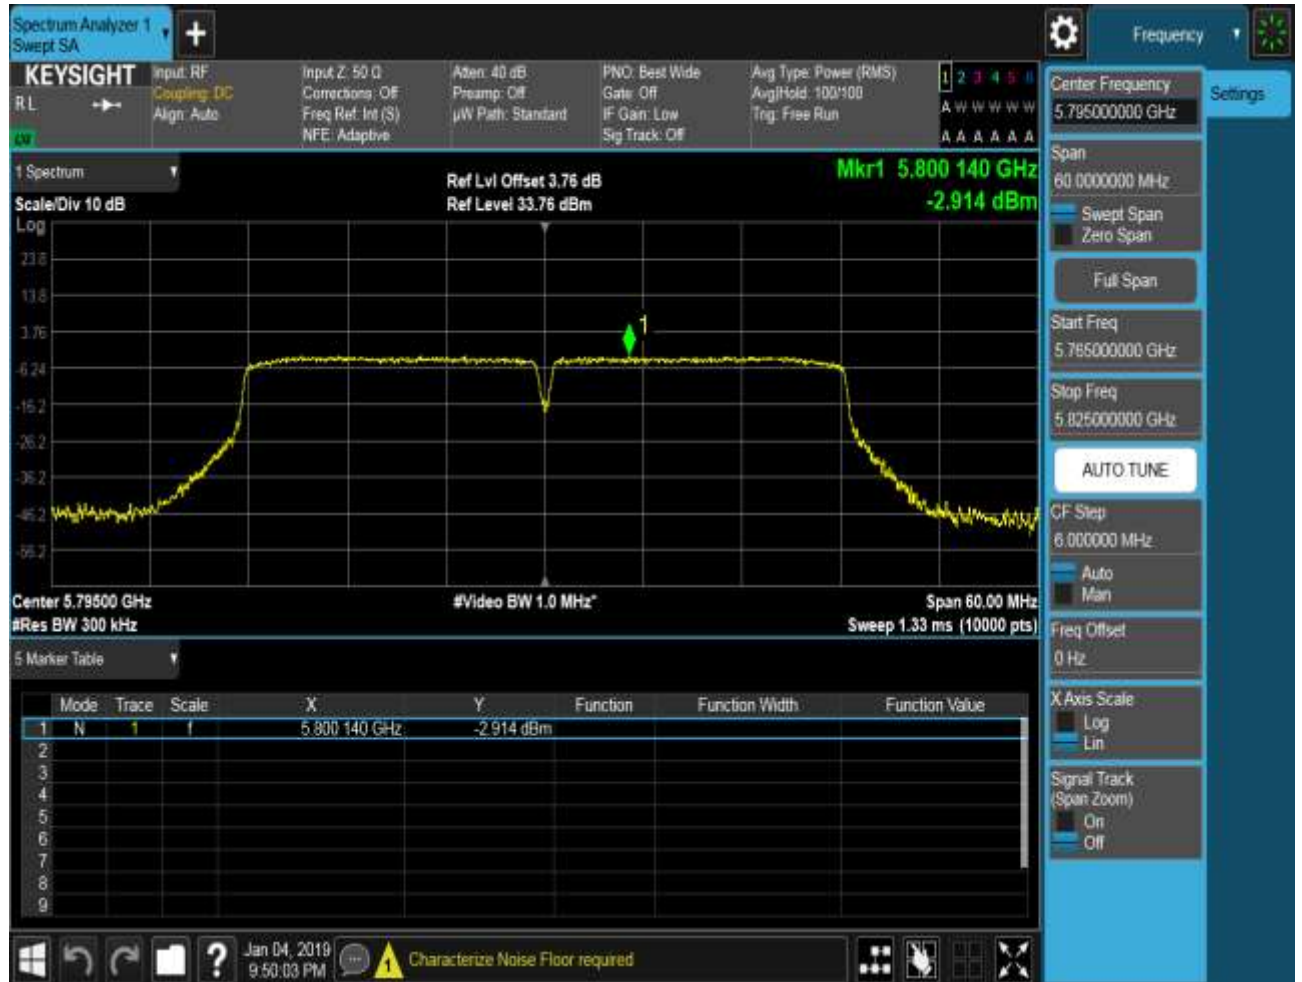 Spectrum Analyzer 1
Swept SA
Frequency
KEYSIGHT
R L
Input: RF
Coupling: DC
Align: Auto
Input Z: 50 Ω
Corrections: Off
Freq Ref: Int (S)
NFE: Adaptive
Atten: 40 dB
Preamp: Off
µW Path: Standard
PNO: Best Wide
Gate: Off
IF Gain: Low
Sig Track: Off
Avg Type: Power (RMS)
Avg|Hold: 100/100
Trig: Free Run
1 2 3 4 5 6
A W W W W W
A A A A A A
1 Spectrum
Scale/Div 10 dB
Ref Lvl Offset 3.76 dB
Ref Level 33.76 dBm
Mkr1 5.800 140 GHz
-2.914 dBm
Log
23.8
13.8
3.76
-6.24
-16.2
-26.2
-36.2
-46.2
-56.2
1
Center 5.79500 GHz
#Video BW 1.0 MHz*
Span 60.00 MHz
#Res BW 300 kHz
Sweep 1.33 ms (10000 pts)
5 Marker Table
Mode Trace Scale X Y Function Function Width Function Value
1 N 1 f 5.800 140 GHz -2.914 dBm
2
3
4
5
6
7
8
9
Jan 04, 2019
9:50:03 PM
Characterize Noise Floor required
Settings
Center Frequency
5.795000000 GHz
Span
60.0000000 MHz
Swept Span
Zero Span
Full Span
Start Freq
5.765000000 GHz
Stop Freq
5.825000000 GHz
AUTO TUNE
CF Step
6.000000 MHz
Auto
Man
Freq Offset
0 Hz
X Axis Scale
Log
Lin
Signal Track
(Span Zoom)
On
Off